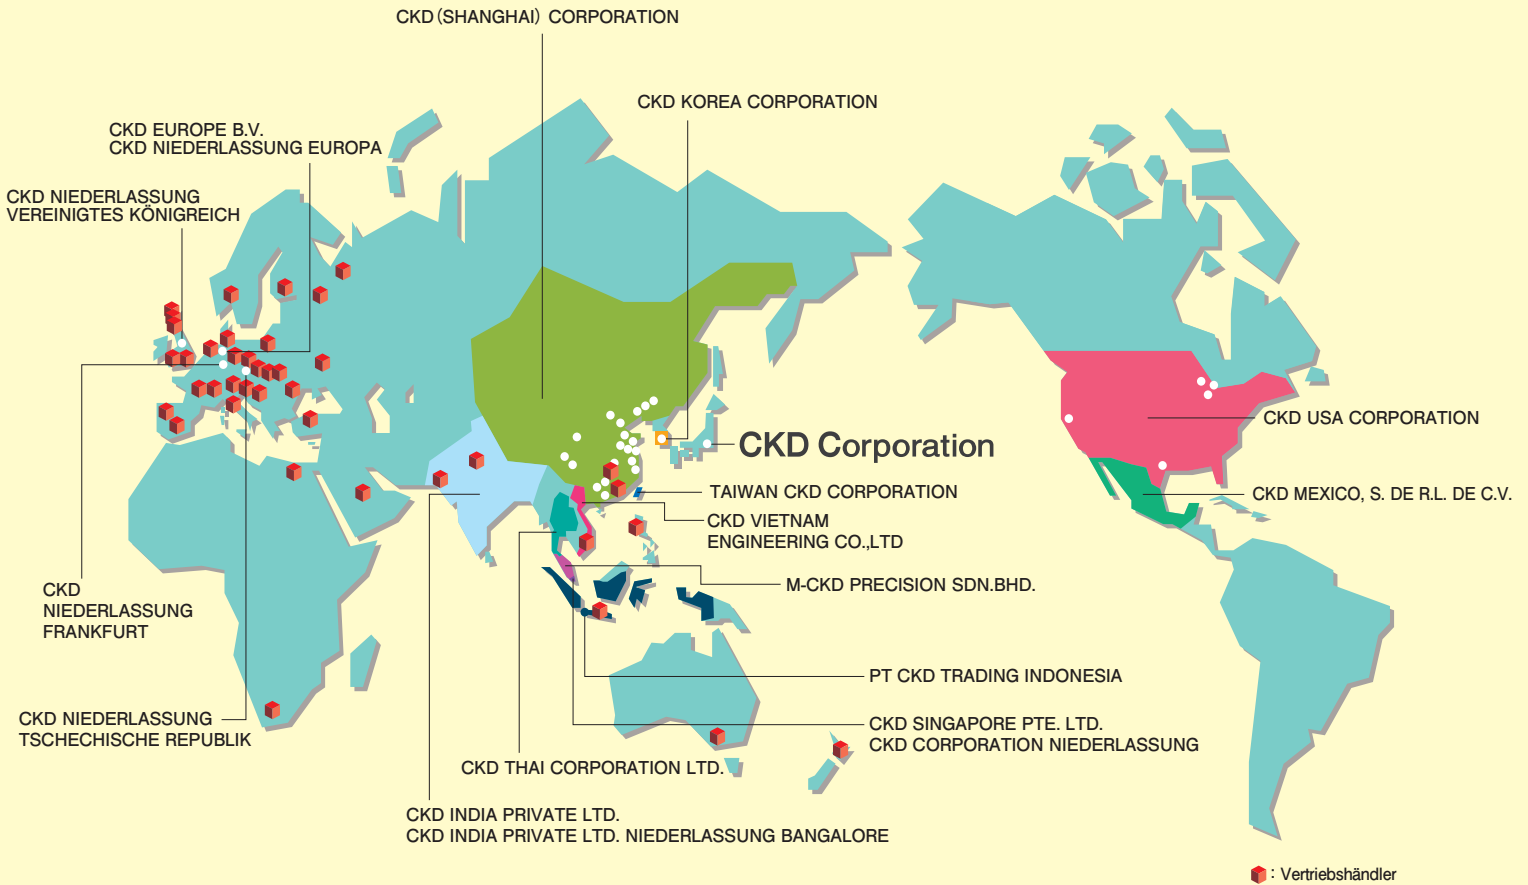 CKD (SHANGHAI) CORPORATION
CKD KOREA CORPORATION
CKD EUROPE B.V.
CKD NIEDERLASSUNG EUROPA
CKD NIEDERLASSUNG
VEREINIGTES KÖNIGREICH
CKD USA CORPORATION
CKD Corporation
TAIWAN CKD CORPORATION
CKD MEXICO, S. DE R.L. DE C.V.
CKD VIETNAM
ENGINEERING CO.,LTD
M-CKD PRECISION SDN.BHD.
CKD
NIEDERLASSUNG
FRANKFURT
PT CKD TRADING INDONESIA
CKD NIEDERLASSUNG
TSCHECHISCHE REPUBLIK
CKD SINGAPORE PTE. LTD.
CKD CORPORATION NIEDERLASSUNG
CKD THAI CORPORATION LTD.
CKD INDIA PRIVATE LTD.
CKD INDIA PRIVATE LTD. NIEDERLASSUNG BANGALORE
: Vertriebshändler